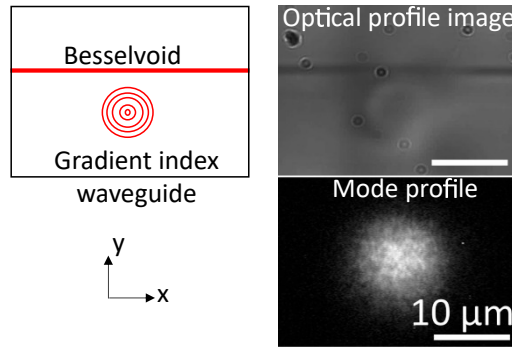 Besselvoid
Gradient index
waveguide
y
x
Optical profile image
Mode profile
10 μm